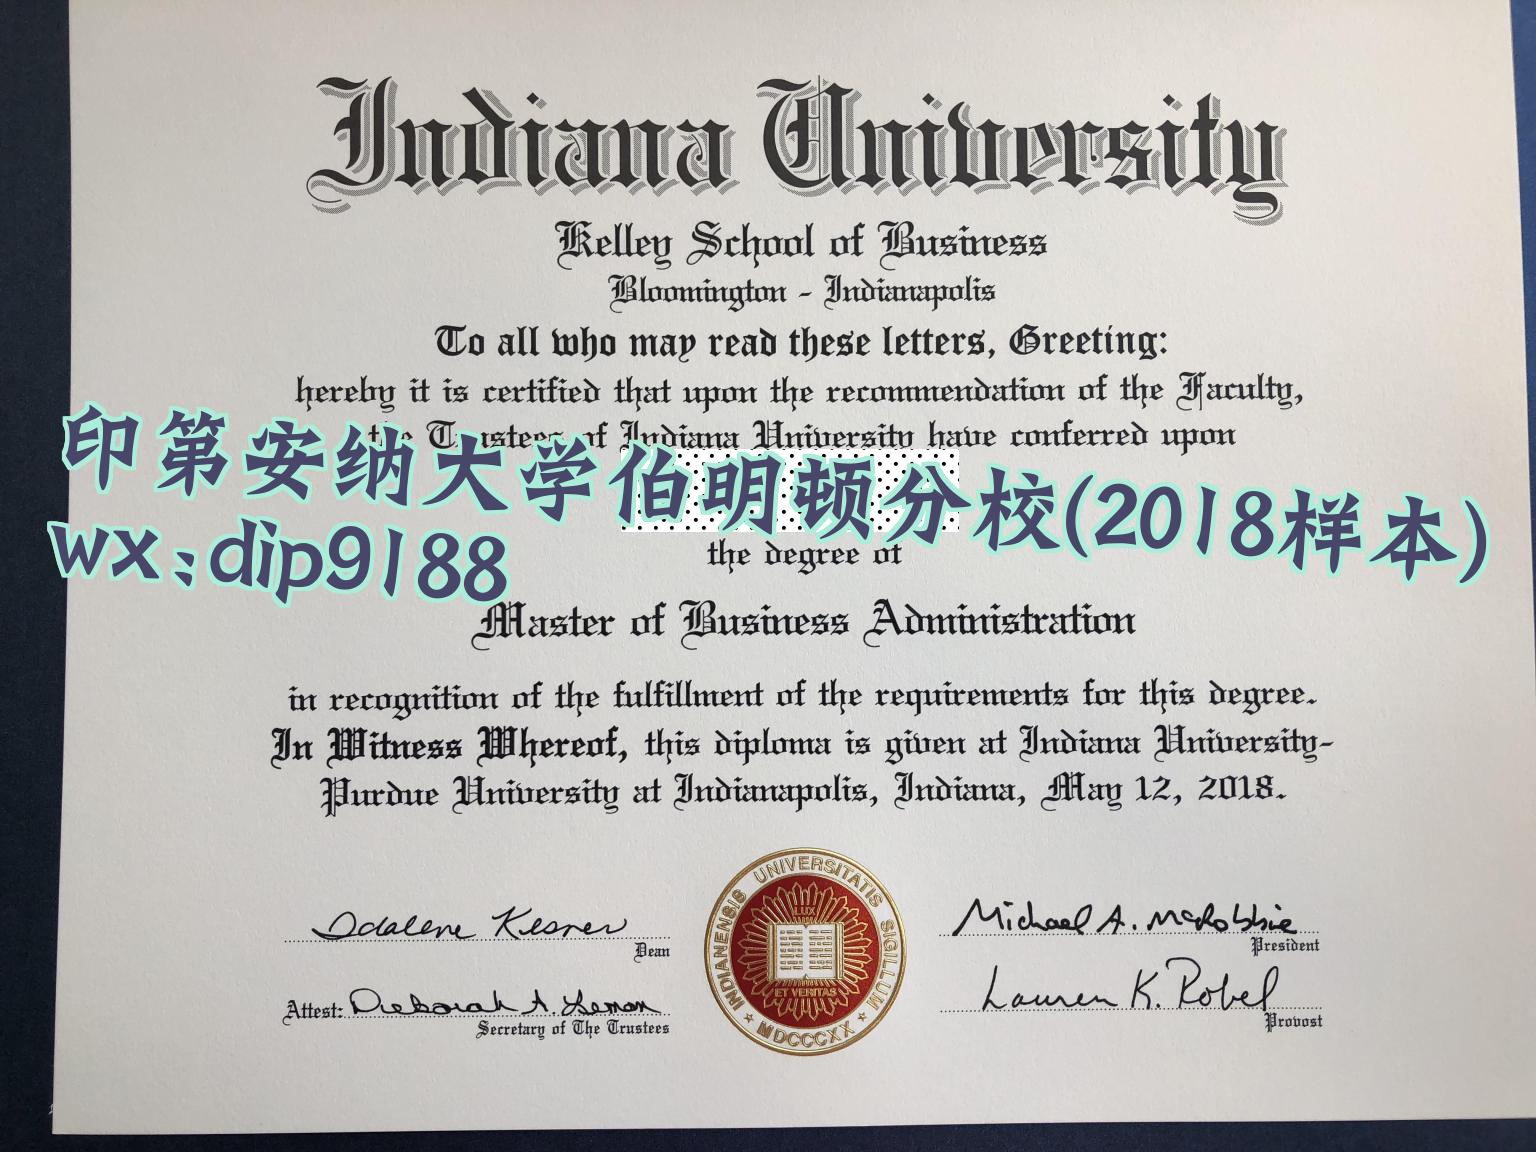 Indiana University
Kelley School of Business
Bloomington - Indianapolis
To all who may read these letters, Greeting:
hereby it is certified that upon the recommendation of the Faculty,
the Trustees of Indiana University have conferred upon
印第安纳大学伯明顿分校(2018样本)
wx:dip9188
the degree of
Master of Business Administration
in recognition of the fulfillment of the requirements for this degree.
In Witness Whereof, this diploma is given at Indiana University-
Purdue University at Indianapolis, Indiana, May 12, 2018.
Idalene Kesner
Dean
Attest: Deborah A. Lemon
Secretary of The Trustees
INDIANENSIS UNIVERSITATIS SIGILLUM
LUX
ET VERITAS
MDCCCXX
Michael A. McRobbie
President
Lauren K. Robel
Provost